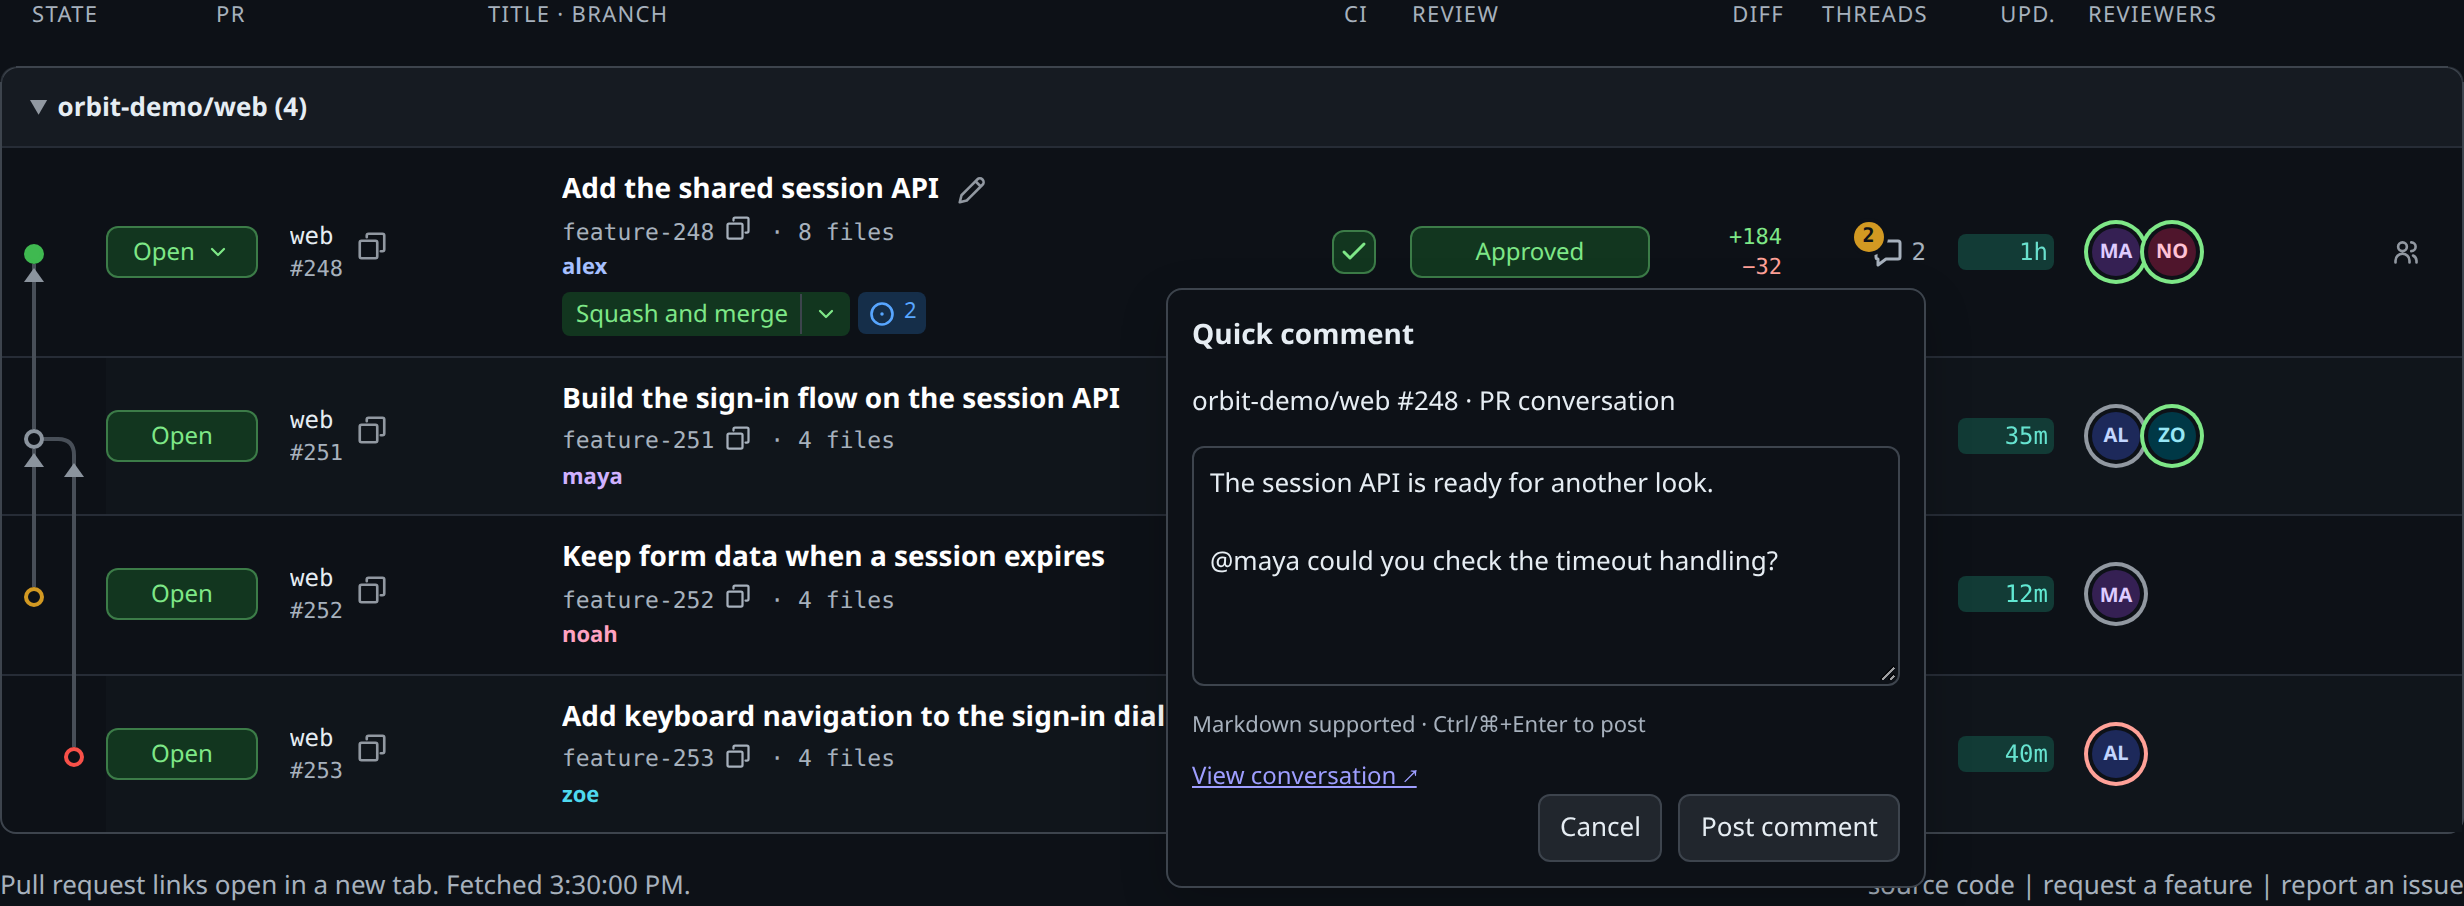 STATE PR TITLE · BRANCH CI REVIEW DIFF THREADS UPD. REVIEWERS
orbit-demo/web (4)
Open
web
#248
Add the shared session API
feature-248 · 8 files
alex
Squash and merge
2
Approved
+184
−32
2
2
1h
MA
NO
Open
web
#251
Build the sign-in flow on the session API
feature-251 · 4 files
maya
35m
AL
ZO
Open
web
#252
Keep form data when a session expires
feature-252 · 4 files
noah
12m
MA
Open
web
#253
Add keyboard navigation to the sign-in dial
feature-253 · 4 files
zoe
40m
AL
Quick comment
orbit-demo/web #248 · PR conversation
The session API is ready for another look.
@maya could you check the timeout handling?
Markdown supported · Ctrl/⌘+Enter to post
View conversation ↗
Cancel
Post comment
Pull request links open in a new tab. Fetched 3:30:00 PM.
source code | request a feature | report an issue